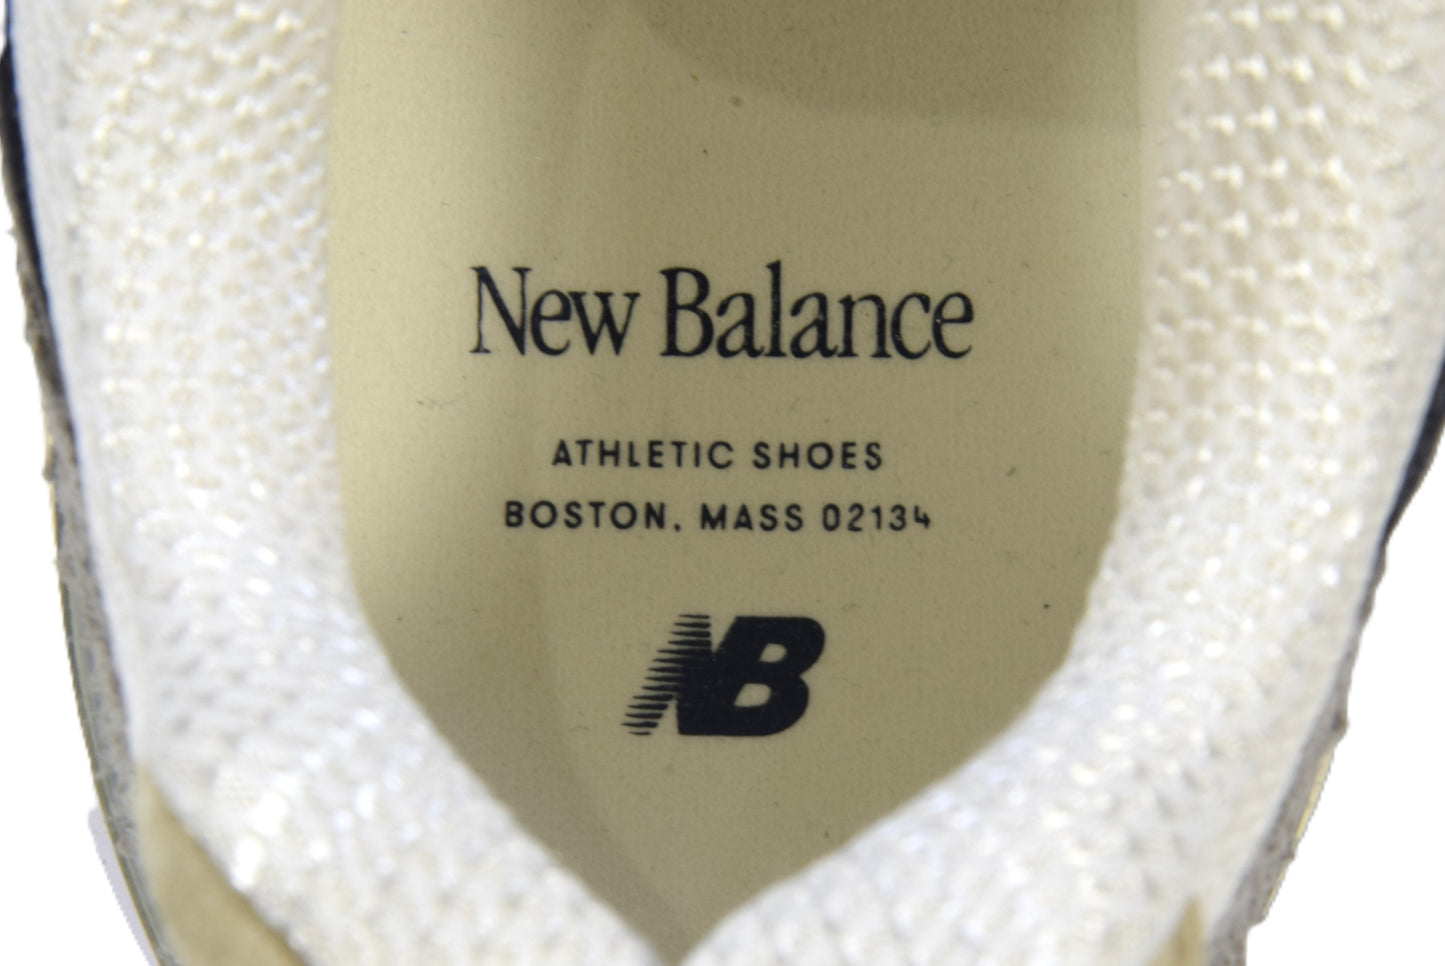 New Balance
ATHLETIC SHOES
BOSTON, MASS 02134
NB